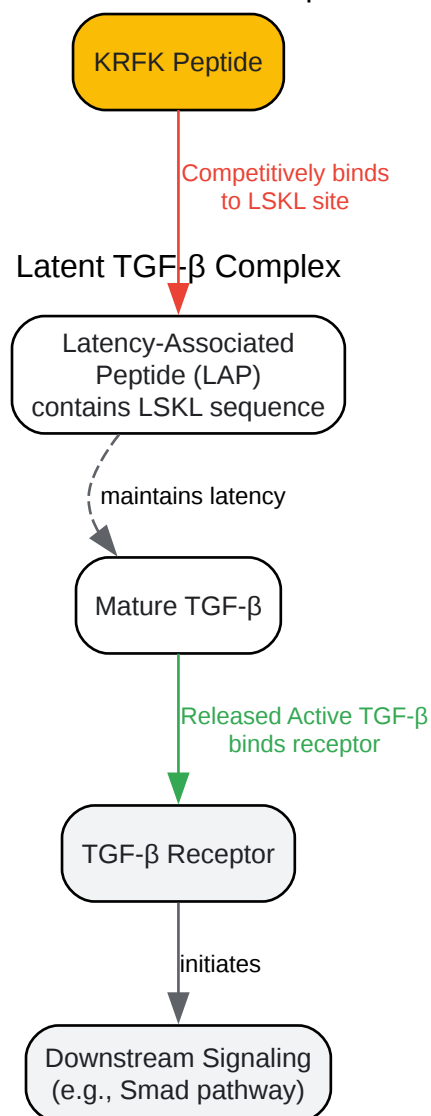 KRFK Peptide
Competitively binds
to LSKL site
Latent TGF-β Complex
Latency-Associated
Peptide (LAP)
contains LSKL sequence
maintains latency
Mature TGF-β
Released Active TGF-β
binds receptor
TGF-β Receptor
initiates
Downstream Signaling
(e.g., Smad pathway)